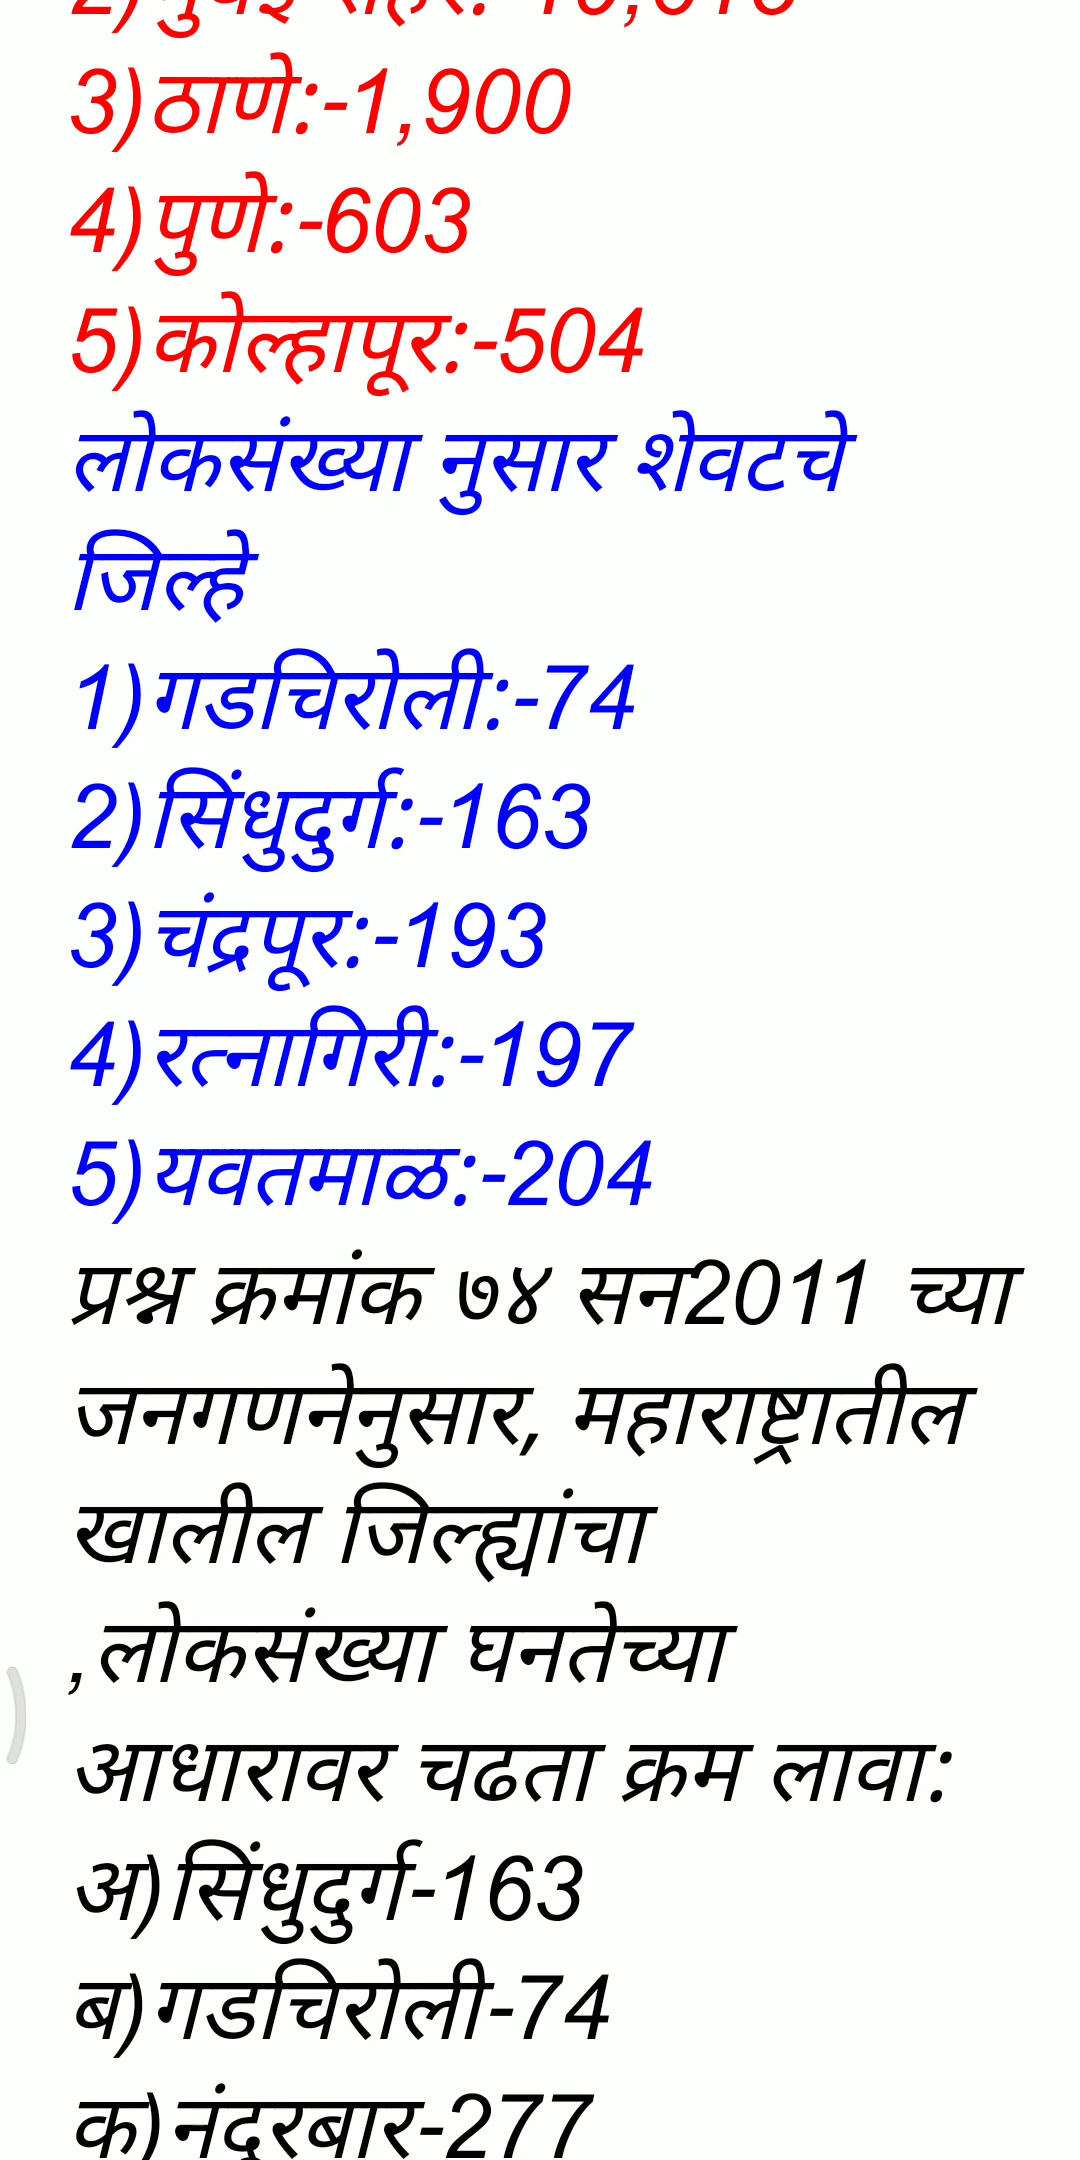 3)ठाणे:-1,900
4)पुणे:-603
5)कोल्हापूर:-504
लोकसंख्या नुसार शेवटचे
जिल्हे
1)गडचिरोली:-74
2)सिंधुदुर्ग:-163
3)चंद्रपूर:-193
4)रत्नागिरी:-197
5)यवतमाळ:-204
प्रश्न क्रमांक ७४ सन2011 च्या
जनगणनेनुसार, महाराष्ट्रातील
खालील जिल्ह्यांचा
,लोकसंख्या घनतेच्या
आधारावर चढता क्रम लावा:
अ)सिंधुदुर्ग-163
ब)गडचिरोली-74
क)नंदूरबार-277